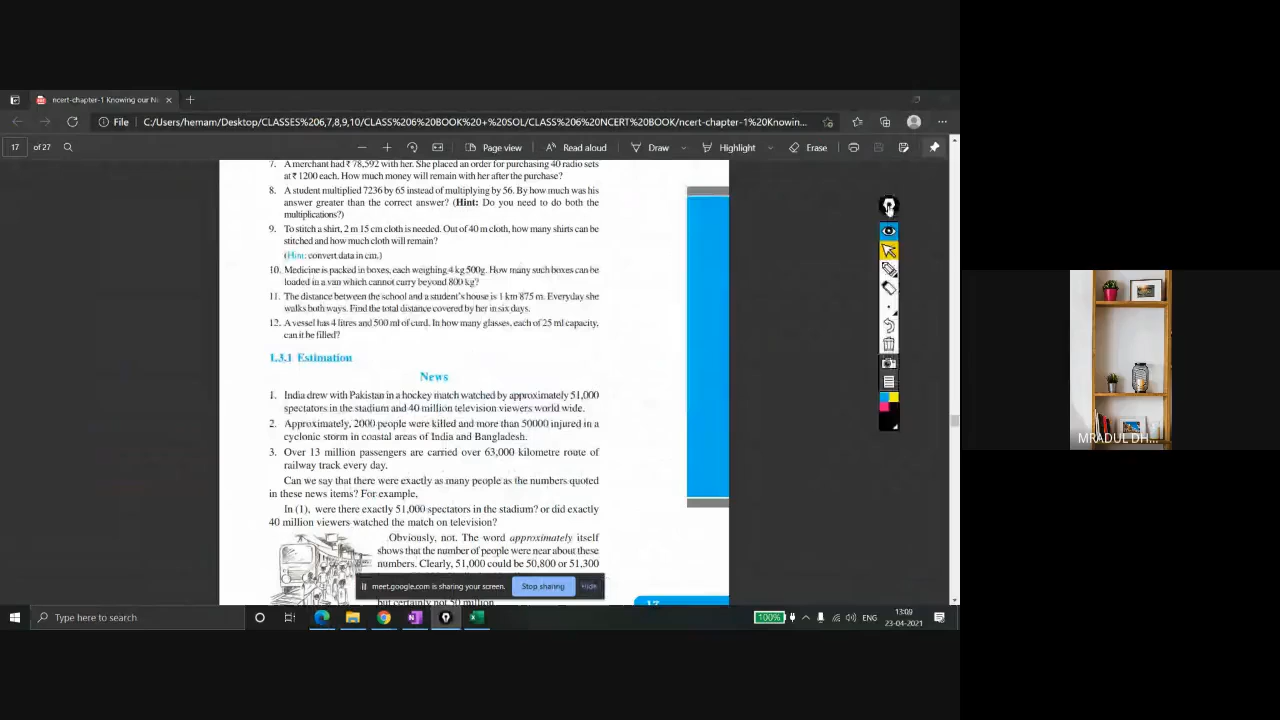 ncert-chapter-1 Knowing our Nu
File
C:/Users/hemam/Desktop/CLASSES%206,7,8,9,10/CLASS%206%20BOOK%20+%20SOL/CLASS%206%20NCERT%20BOOK/ncert-chapter-1%20Knowin...
17 of 27
Page view
Read aloud
Draw
Highlight
Erase
7. A merchant had ₹ 78,592 with her. She placed an order for purchasing 40 radio sets
at ₹ 1200 each. How much money will remain with her after the purchase?
8. A student multiplied 7236 by 65 instead of multiplying by 56. By how much was his
answer greater than the correct answer? (Hint: Do you need to do both the
multiplications?)
9. To stitch a shirt, 2 m 15 cm cloth is needed. Out of 40 m cloth, how many shirts can be
stitched and how much cloth will remain?
(Hint: convert data in cm.)
10. Medicine is packed in boxes, each weighing 4 kg 500g. How many such boxes can be
loaded in a van which cannot carry beyond 800 kg?
11. The distance between the school and a student's house is 1 km 875 m. Everyday she
walks both ways. Find the total distance covered by her in six days.
12. A vessel has 4 litres and 500 ml of curd. In how many glasses, each of 25 ml capacity,
can it be filled?
1.3.1 Estimation
News
1. India drew with Pakistan in a hockey match watched by approximately 51,000
spectators in the stadium and 40 million television viewers world wide.
2. Approximately, 2000 people were killed and more than 50000 injured in a
cyclonic storm in coastal areas of India and Bangladesh.
3. Over 13 million passengers are carried over 63,000 kilometre route of
railway track every day.
Can we say that there were exactly as many people as the numbers quoted
in these news items? For example,
In (1), were there exactly 51,000 spectators in the stadium? or did exactly
40 million viewers watched the match on television?
Obviously, not. The word approximately itself
shows that the number of people were near about these
numbers. Clearly, 51,000 could be 50,800 or 51,300
but certainly not 50 million
17
meet.google.com is sharing your screen.
Stop sharing
Hide
Type here to search
100%
ENG
13:09
23-04-2021
MRADUL DH...